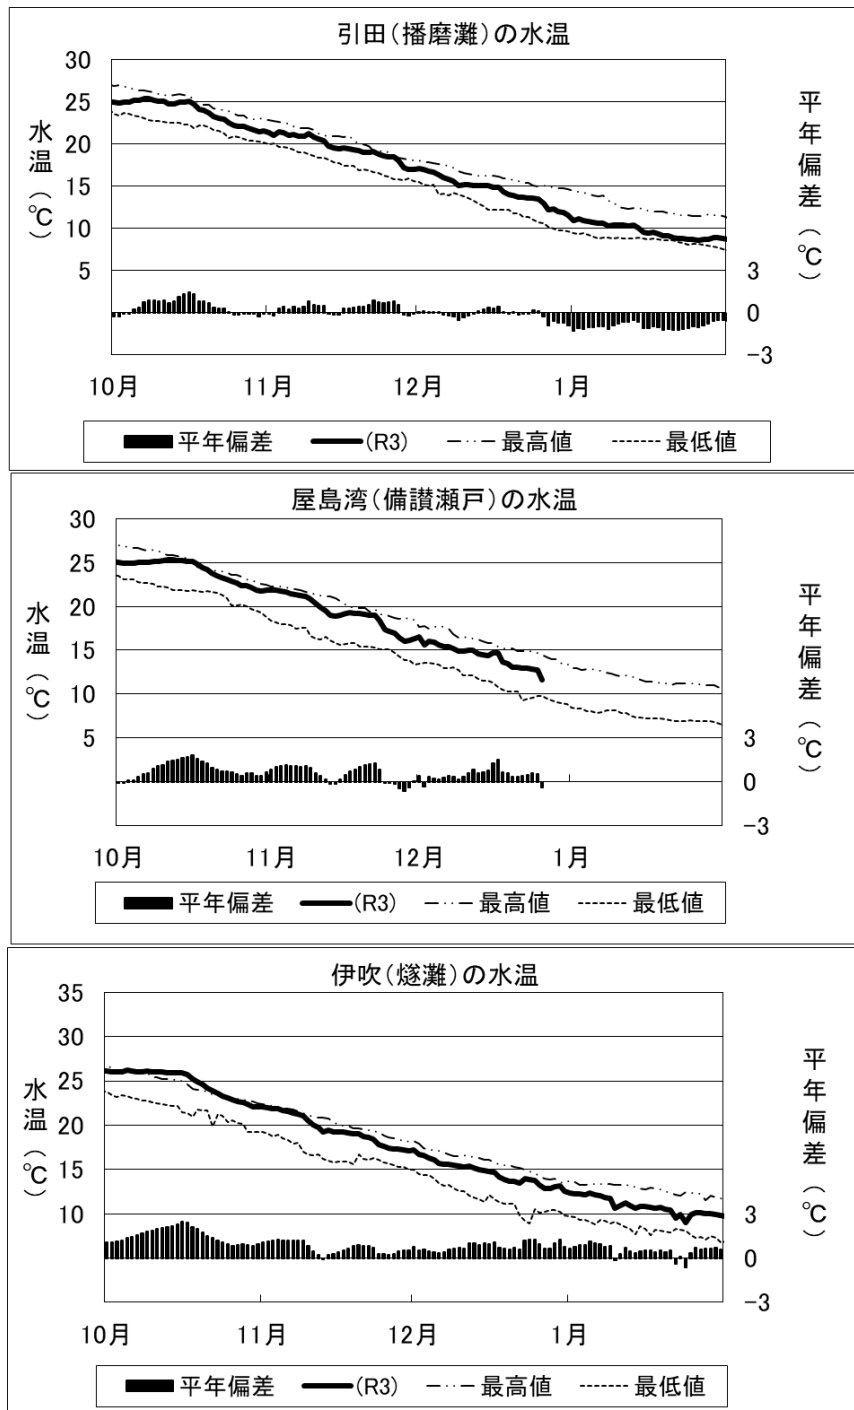 引田(播磨灘)の水温
30
25
20
15
10
5
水温(℃)
平年偏差(℃)
3
0
-3
10月 11月 12月 1月
平年偏差 (R3) 最高値 最低値
屋島湾(備讃瀬戸)の水温
30
25
20
15
10
5
水温(℃)
平年偏差(℃)
3
0
-3
10月 11月 12月 1月
平年偏差 (R3) 最高値 最低値
伊吹(燧灘)の水温
35
30
25
20
15
10
水温(℃)
平年偏差(℃)
3
0
-3
10月 11月 12月 1月
平年偏差 (R3) 最高値 最低値